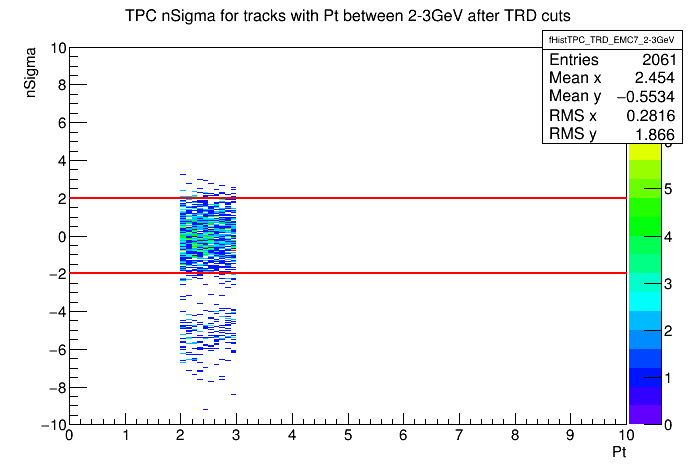 TPC nSigma for tracks with Pt between 2-3GeV after TRD cuts
fHistTPC_TRD_EMC7_2-3GeV
Entries 2061
Mean x 2.454
Mean y −0.5534
RMS x 0.2816
RMS y 1.866
nSigma
10
8
6
4
2
0
−2
−4
−6
−8
−10
0 1 2 3 4 5 6 7 8 9 10
Pt
5
4
3
2
1
0